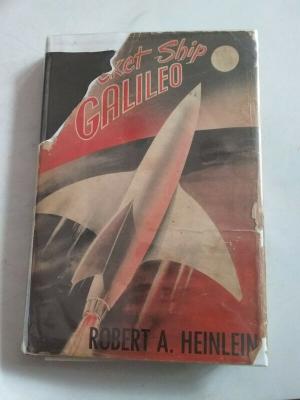 cket Ship
GALILEO
ROBERT A. HEINLEIN